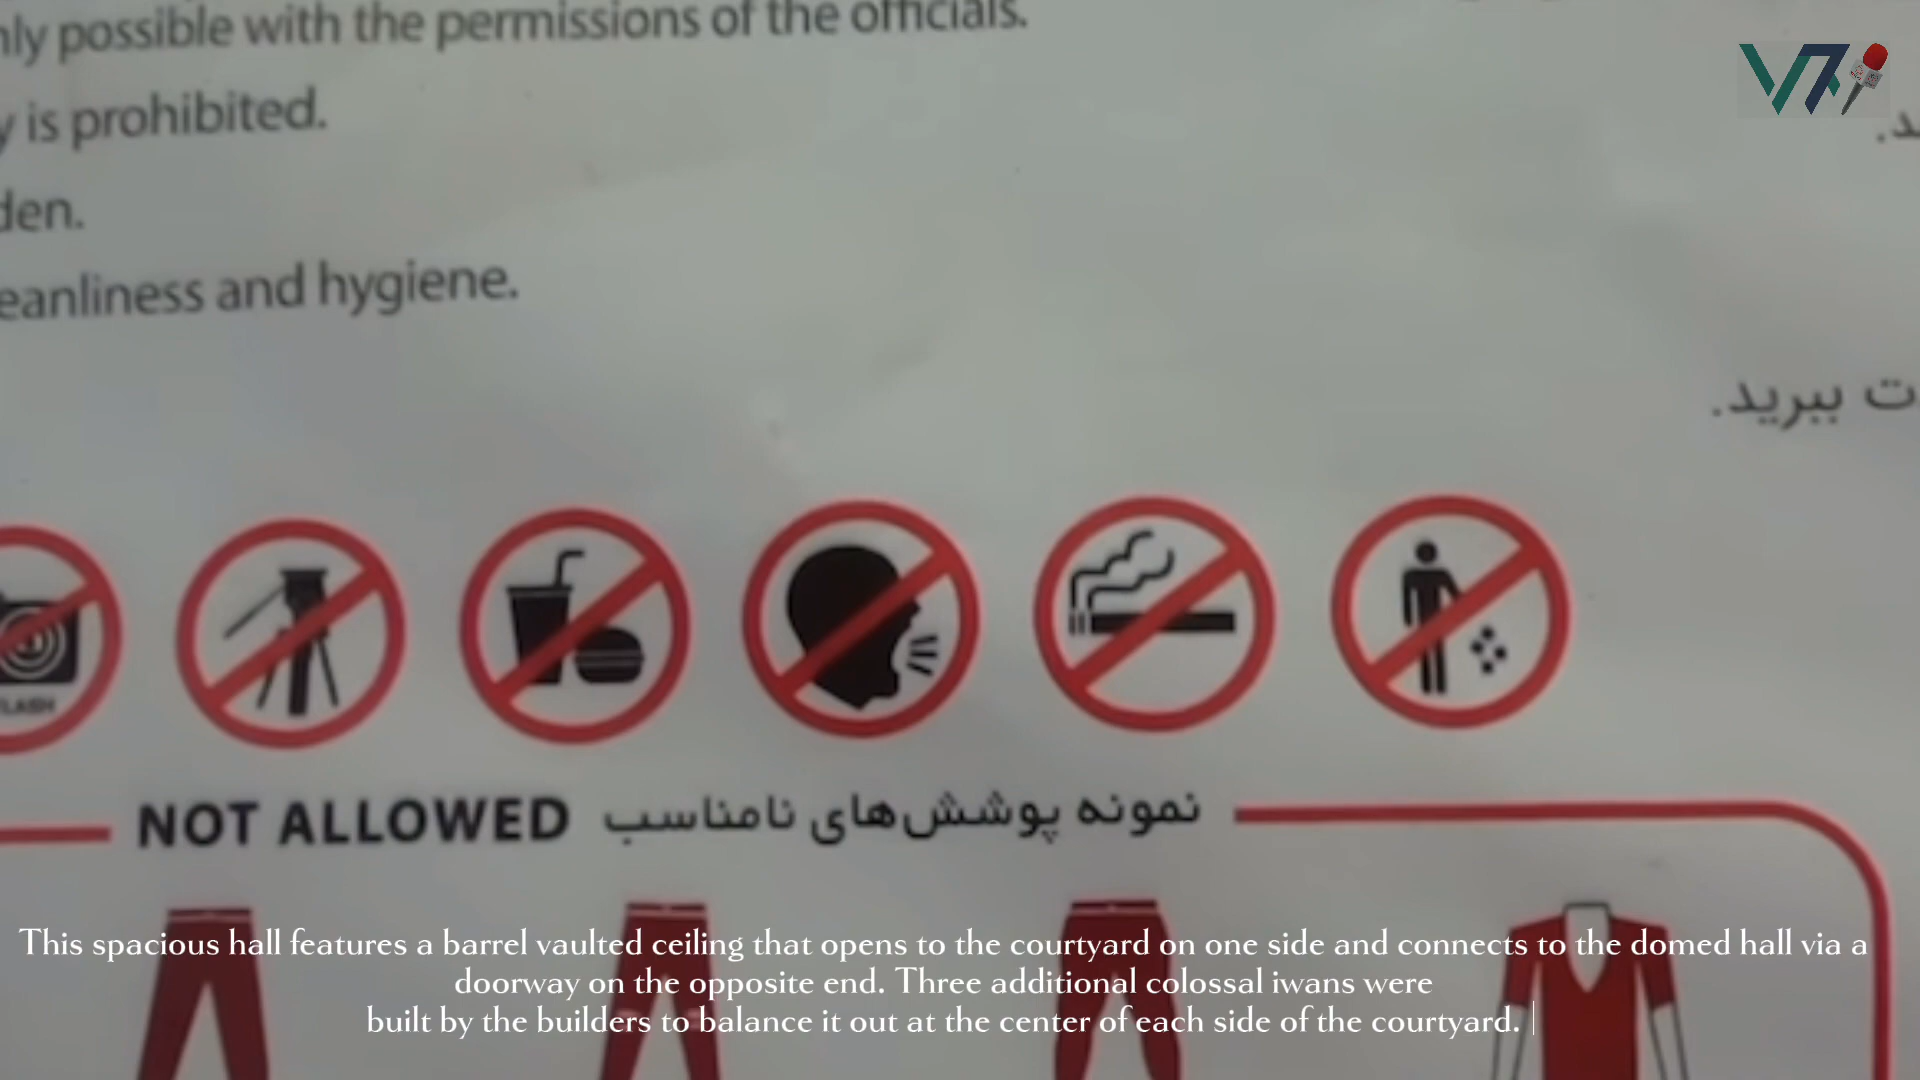 nly possible with the permissions of the officials.
y is prohibited.
د.
den.
eanliness and hygiene.
ت ببرید.
FLASH
NOT ALLOWED نمونه پوشش‌های نامناسب
This spacious hall features a barrel vaulted ceiling that opens to the courtyard on one side and connects to the domed hall via a
doorway on the opposite end. Three additional colossal iwans were
built by the builders to balance it out at the center of each side of the courtyard.